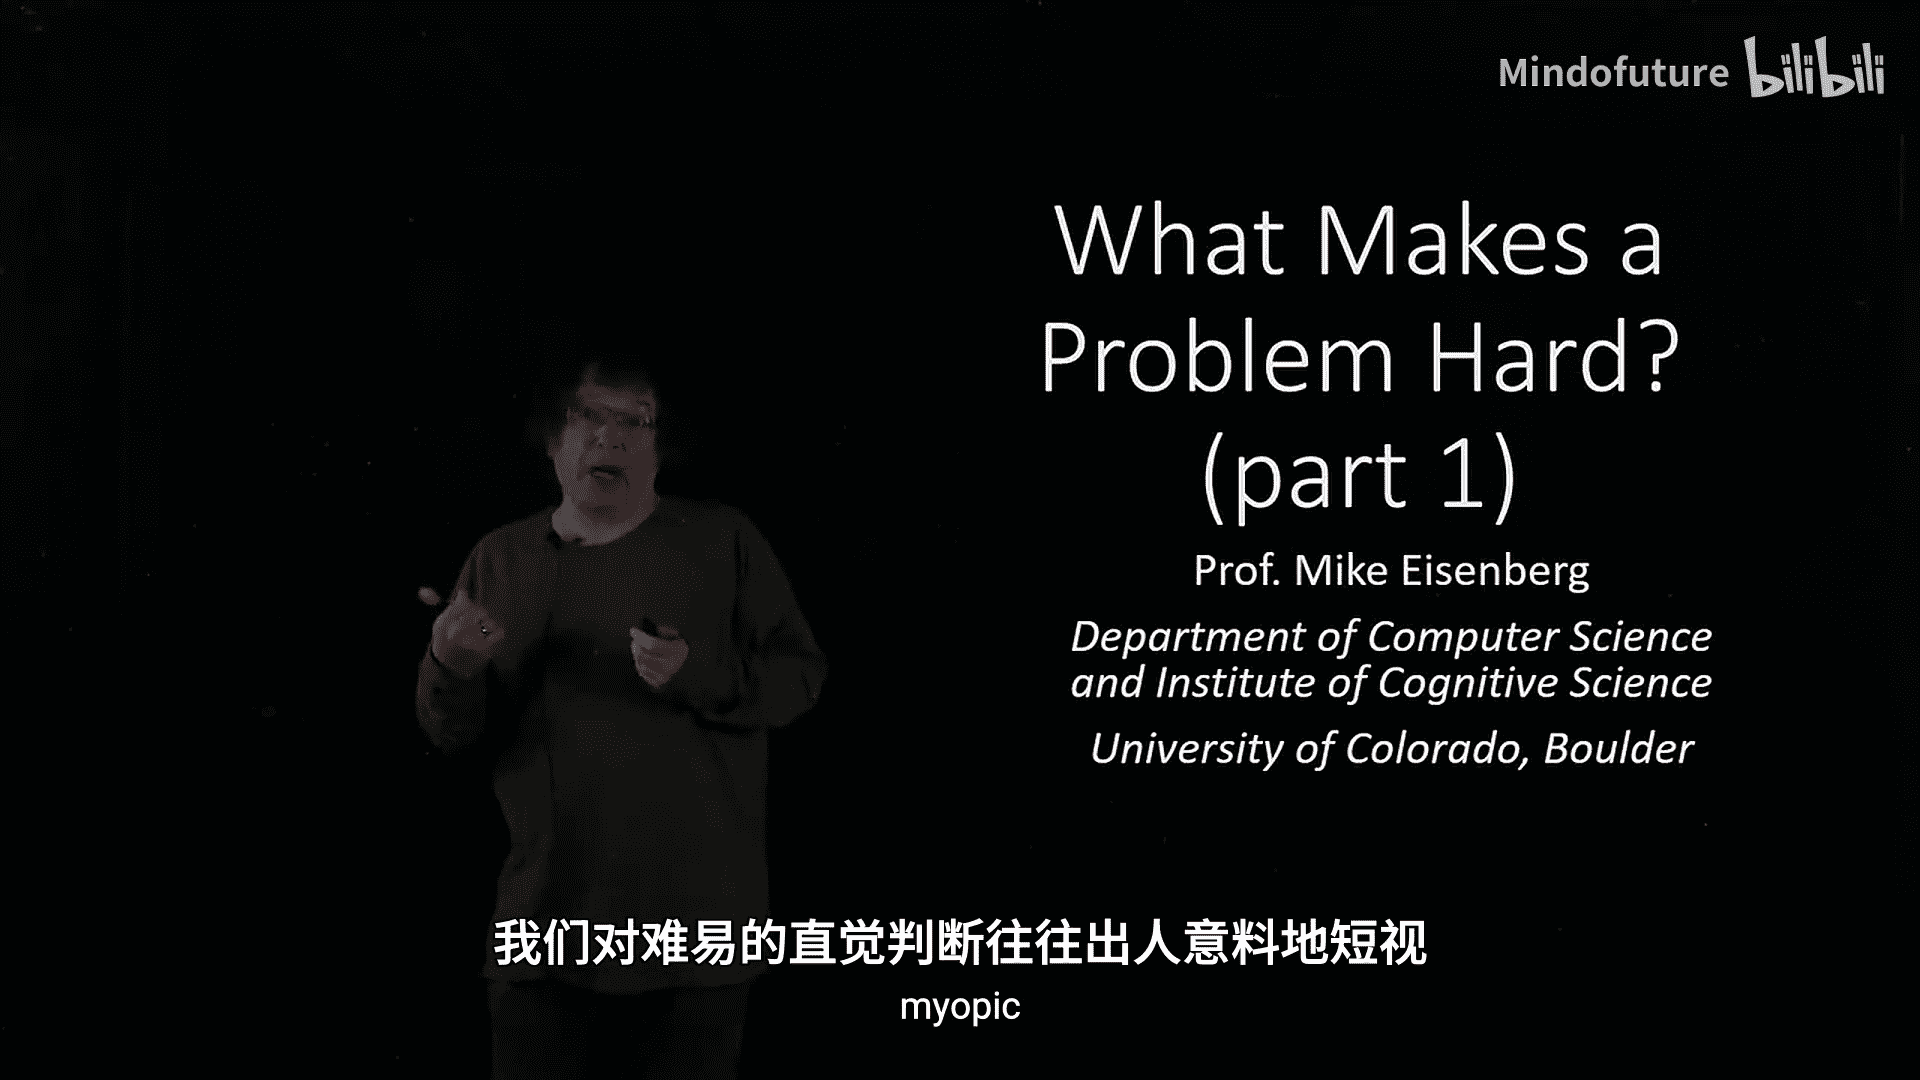 Mindofuture bilibili
What Makes a
Problem Hard?
(part 1)
Prof. Mike Eisenberg
Department of Computer Science
and Institute of Cognitive Science
University of Colorado, Boulder
我们对难易的直觉判断往往出人意料地短视
myopic